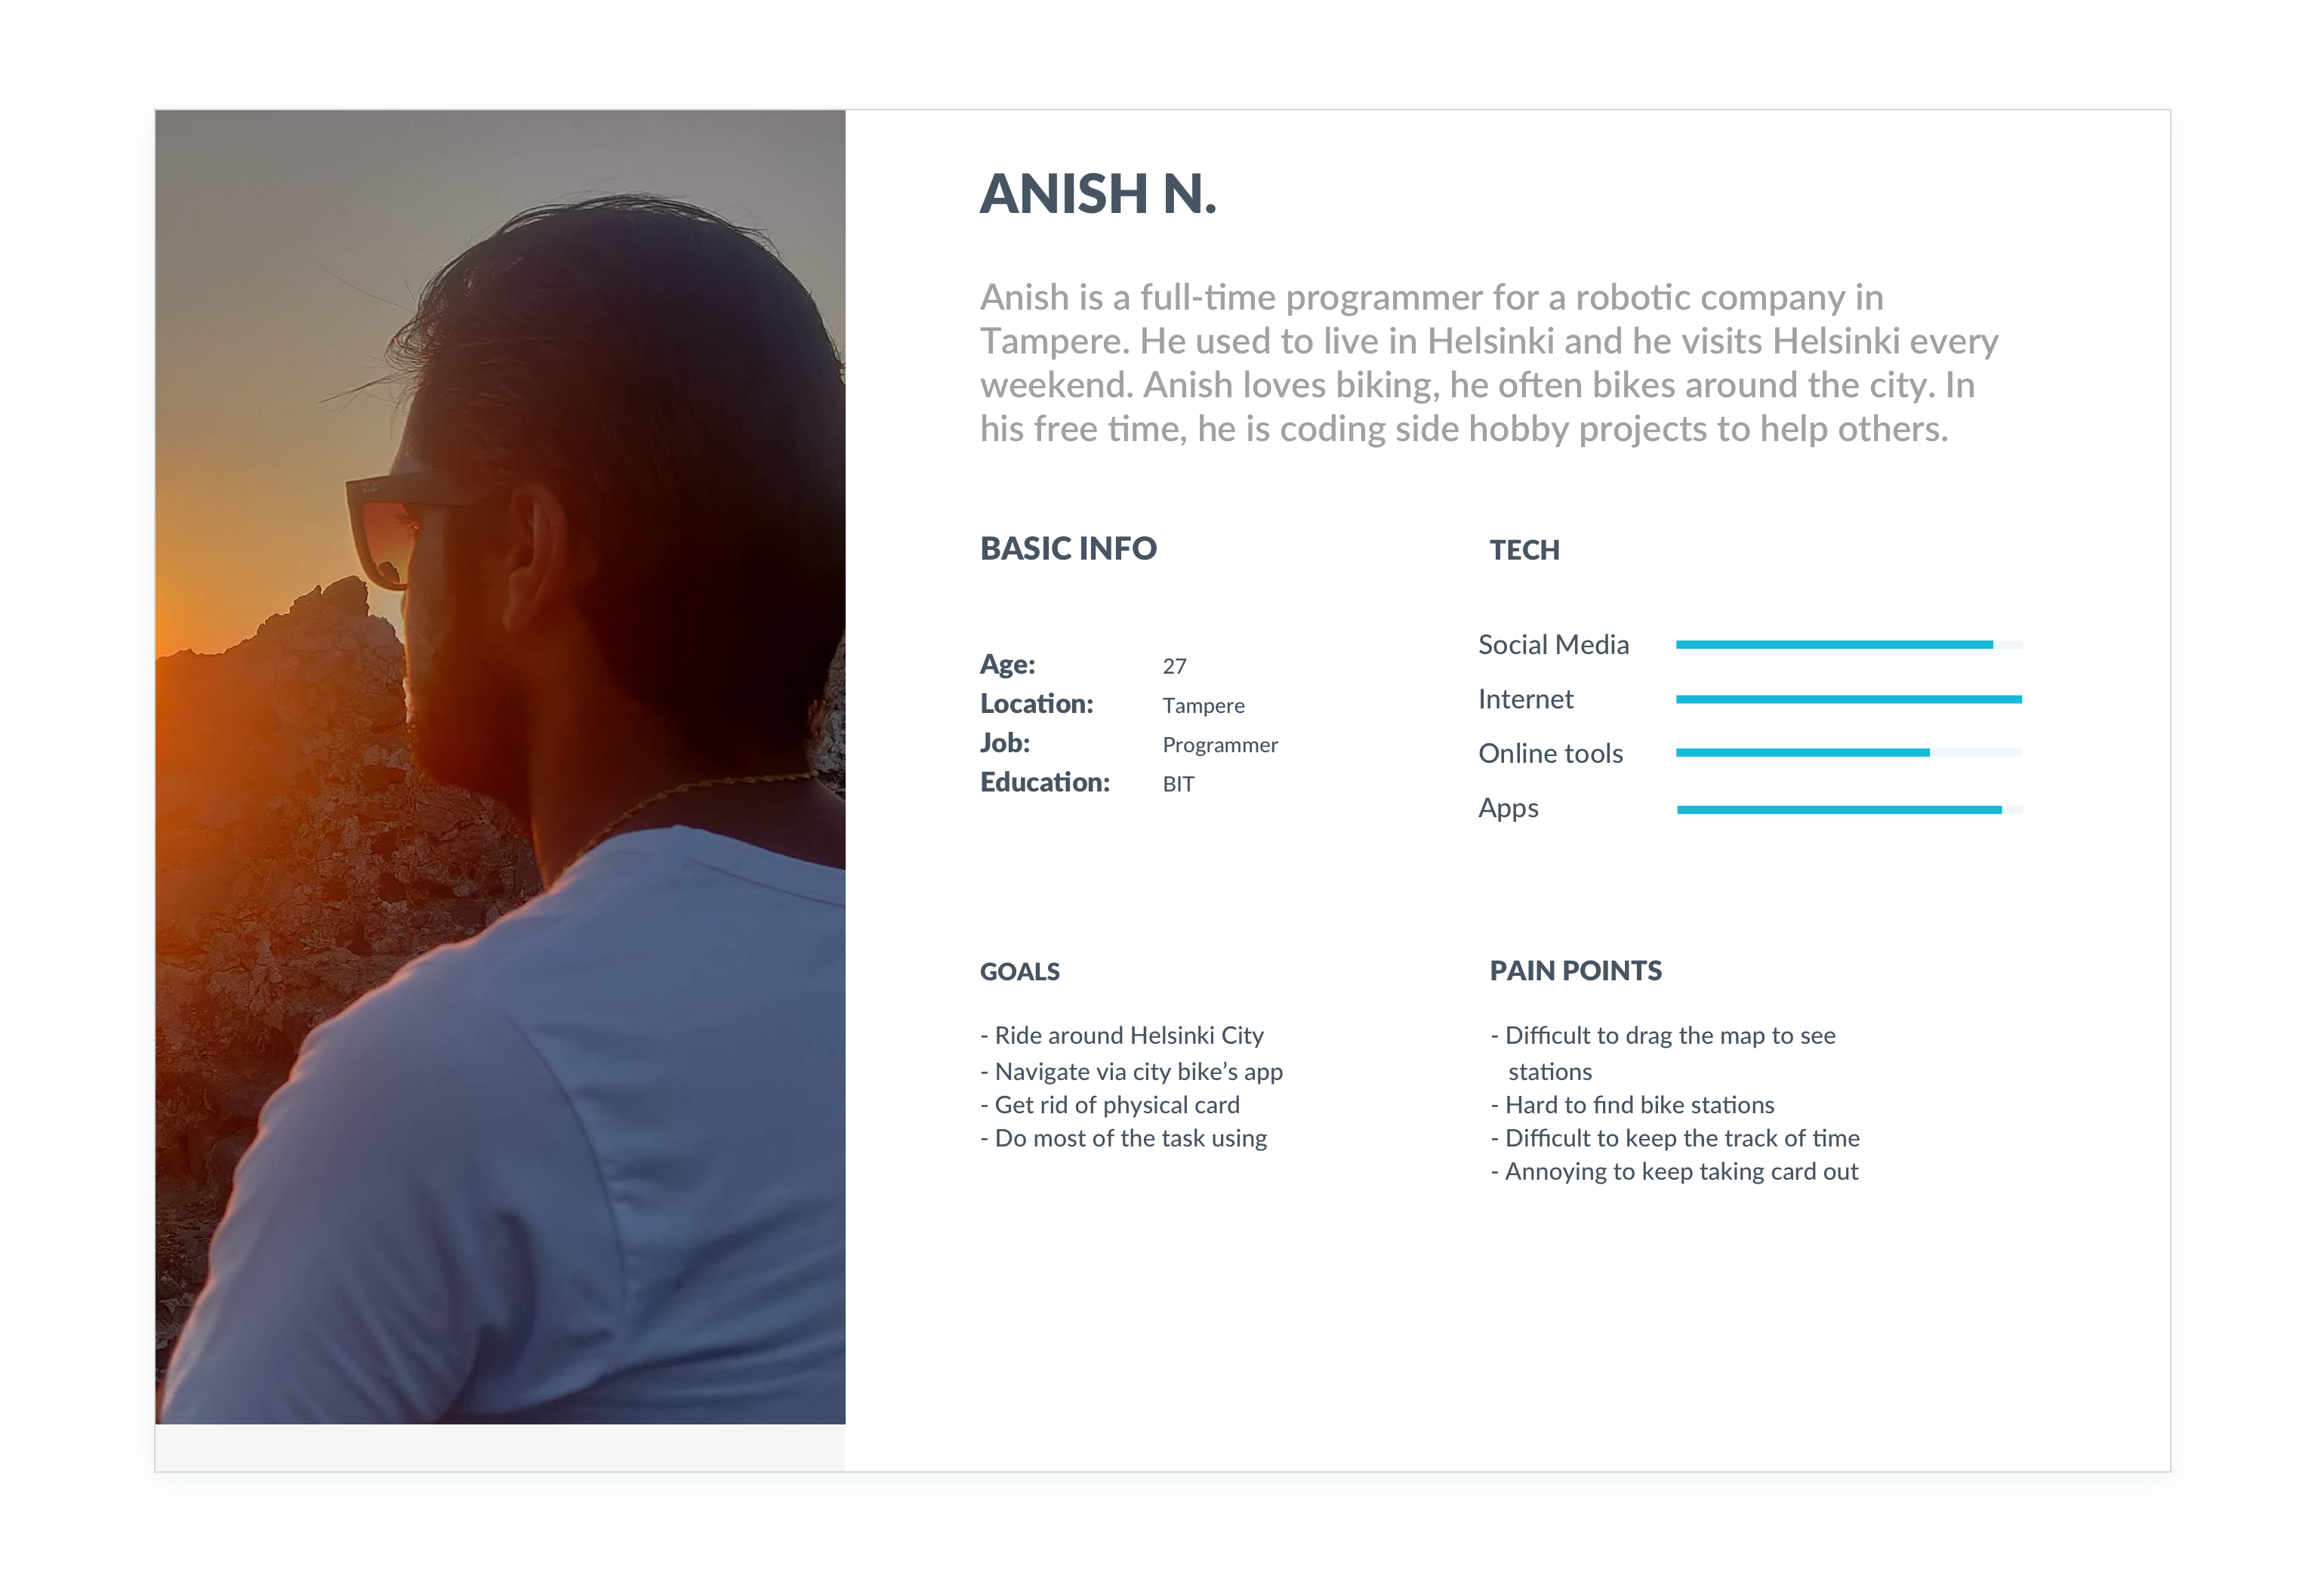 ANISH N.
Anish is a full-time programmer for a robotic company in
Tampere. He used to live in Helsinki and he visits Helsinki every
weekend. Anish loves biking, he often bikes around the city. In
his free time, he is coding side hobby projects to help others.
BASIC INFO
Age: 27
Location: Tampere
Job: Programmer
Education: BIT
TECH
Social Media
Internet
Online tools
Apps
GOALS
- Ride around Helsinki City
- Navigate via city bike’s app
- Get rid of physical card
- Do most of the task using
PAIN POINTS
- Difficult to drag the map to see
stations
- Hard to find bike stations
- Difficult to keep the track of time
- Annoying to keep taking card out